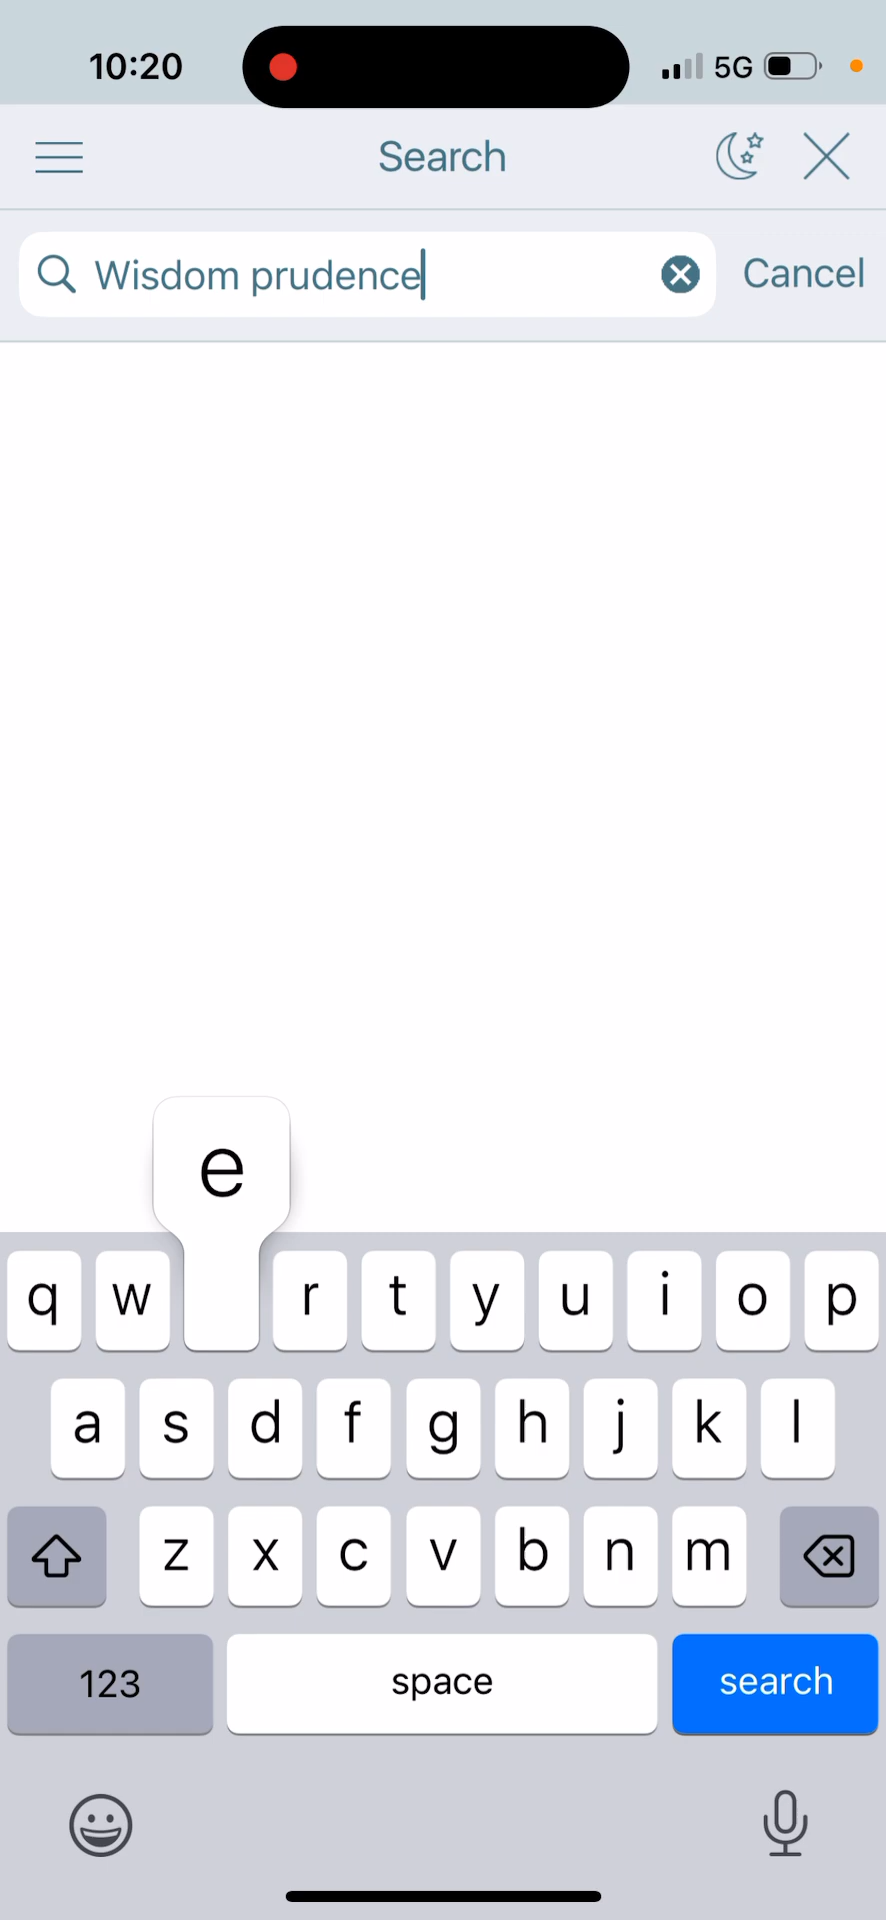 10:20 5G
Search
Wisdom prudence Cancel
e
q w r t y u i o p
a s d f g h j k l
z x c v b n m
123 space search